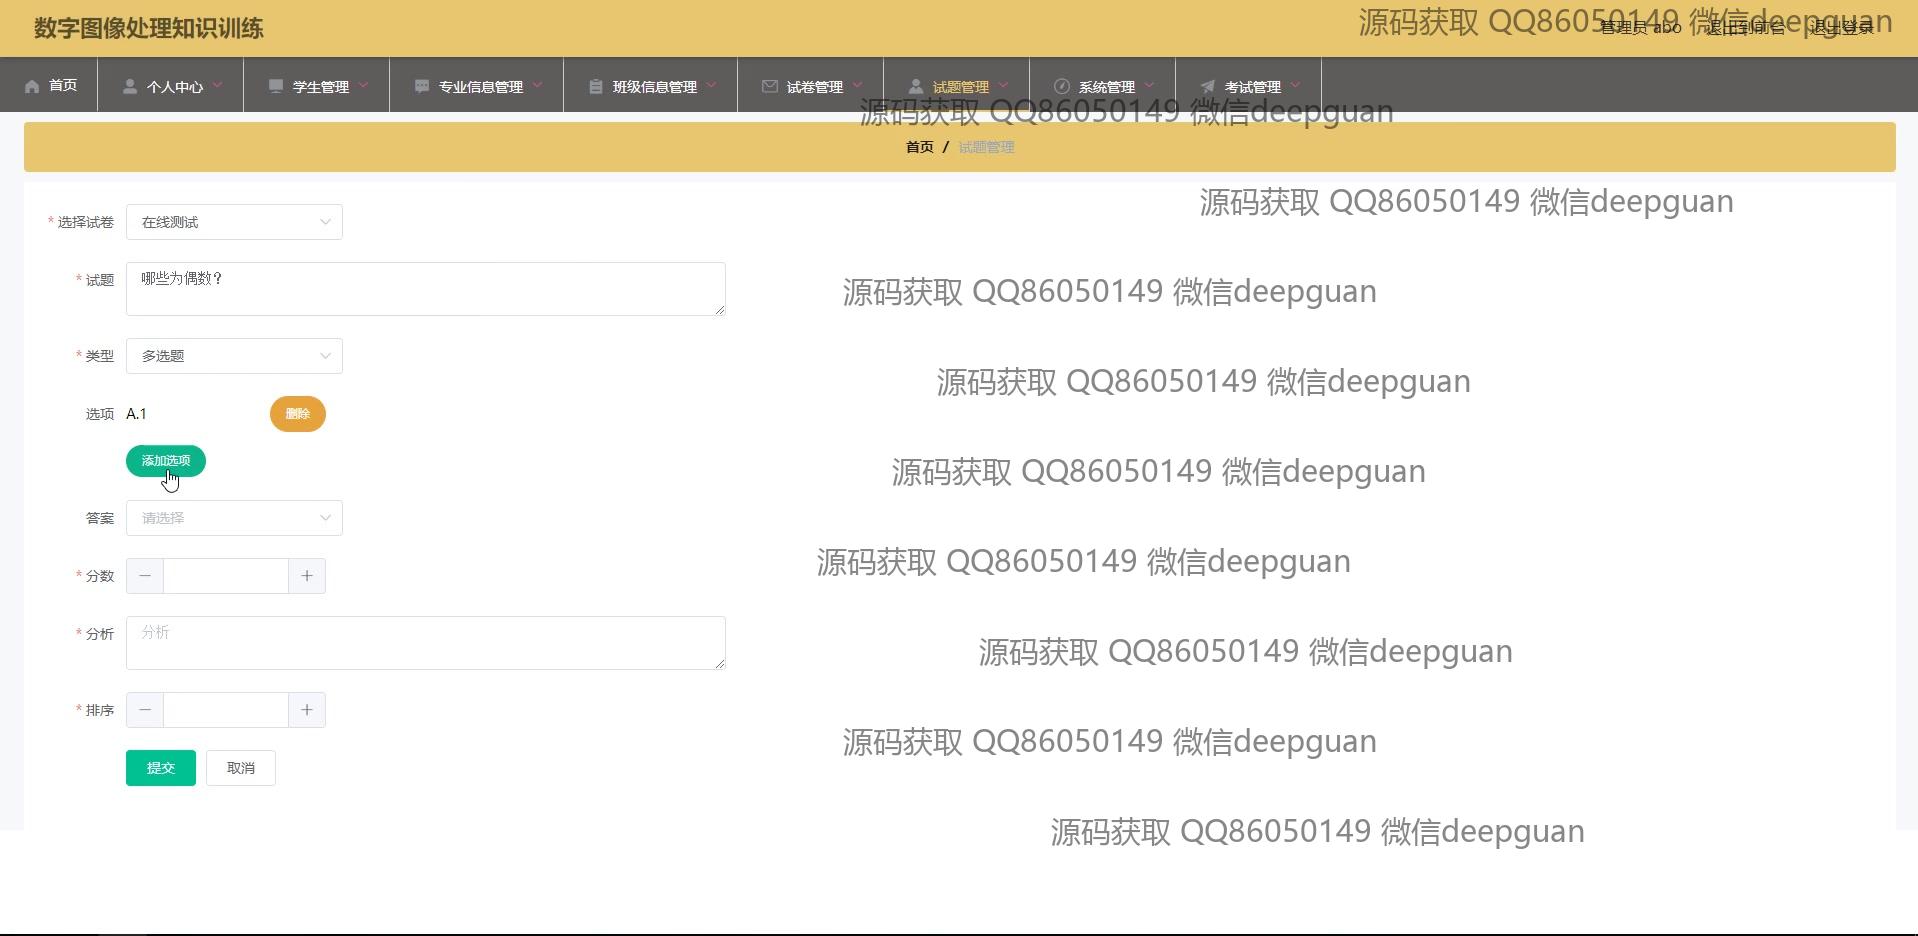 数字图像处理知识训练
源码获取 QQ86050149 微信deepguan
管理员 abo 退出到前台 退出登录
首页 个人中心 学生管理 专业信息管理 班级信息管理 试卷管理 试题管理 系统管理 考试管理
源码获取 QQ86050149 微信deepguan
首页 / 试题管理
源码获取 QQ86050149 微信deepguan
* 选择试卷 在线测试
* 试题 哪些为偶数？
源码获取 QQ86050149 微信deepguan
* 类型 多选题
源码获取 QQ86050149 微信deepguan
选项 A.1 删除
添加选项
源码获取 QQ86050149 微信deepguan
答案 请选择
源码获取 QQ86050149 微信deepguan
* 分数
* 分析 分析
源码获取 QQ86050149 微信deepguan
* 排序
源码获取 QQ86050149 微信deepguan
提交 取消
源码获取 QQ86050149 微信deepguan